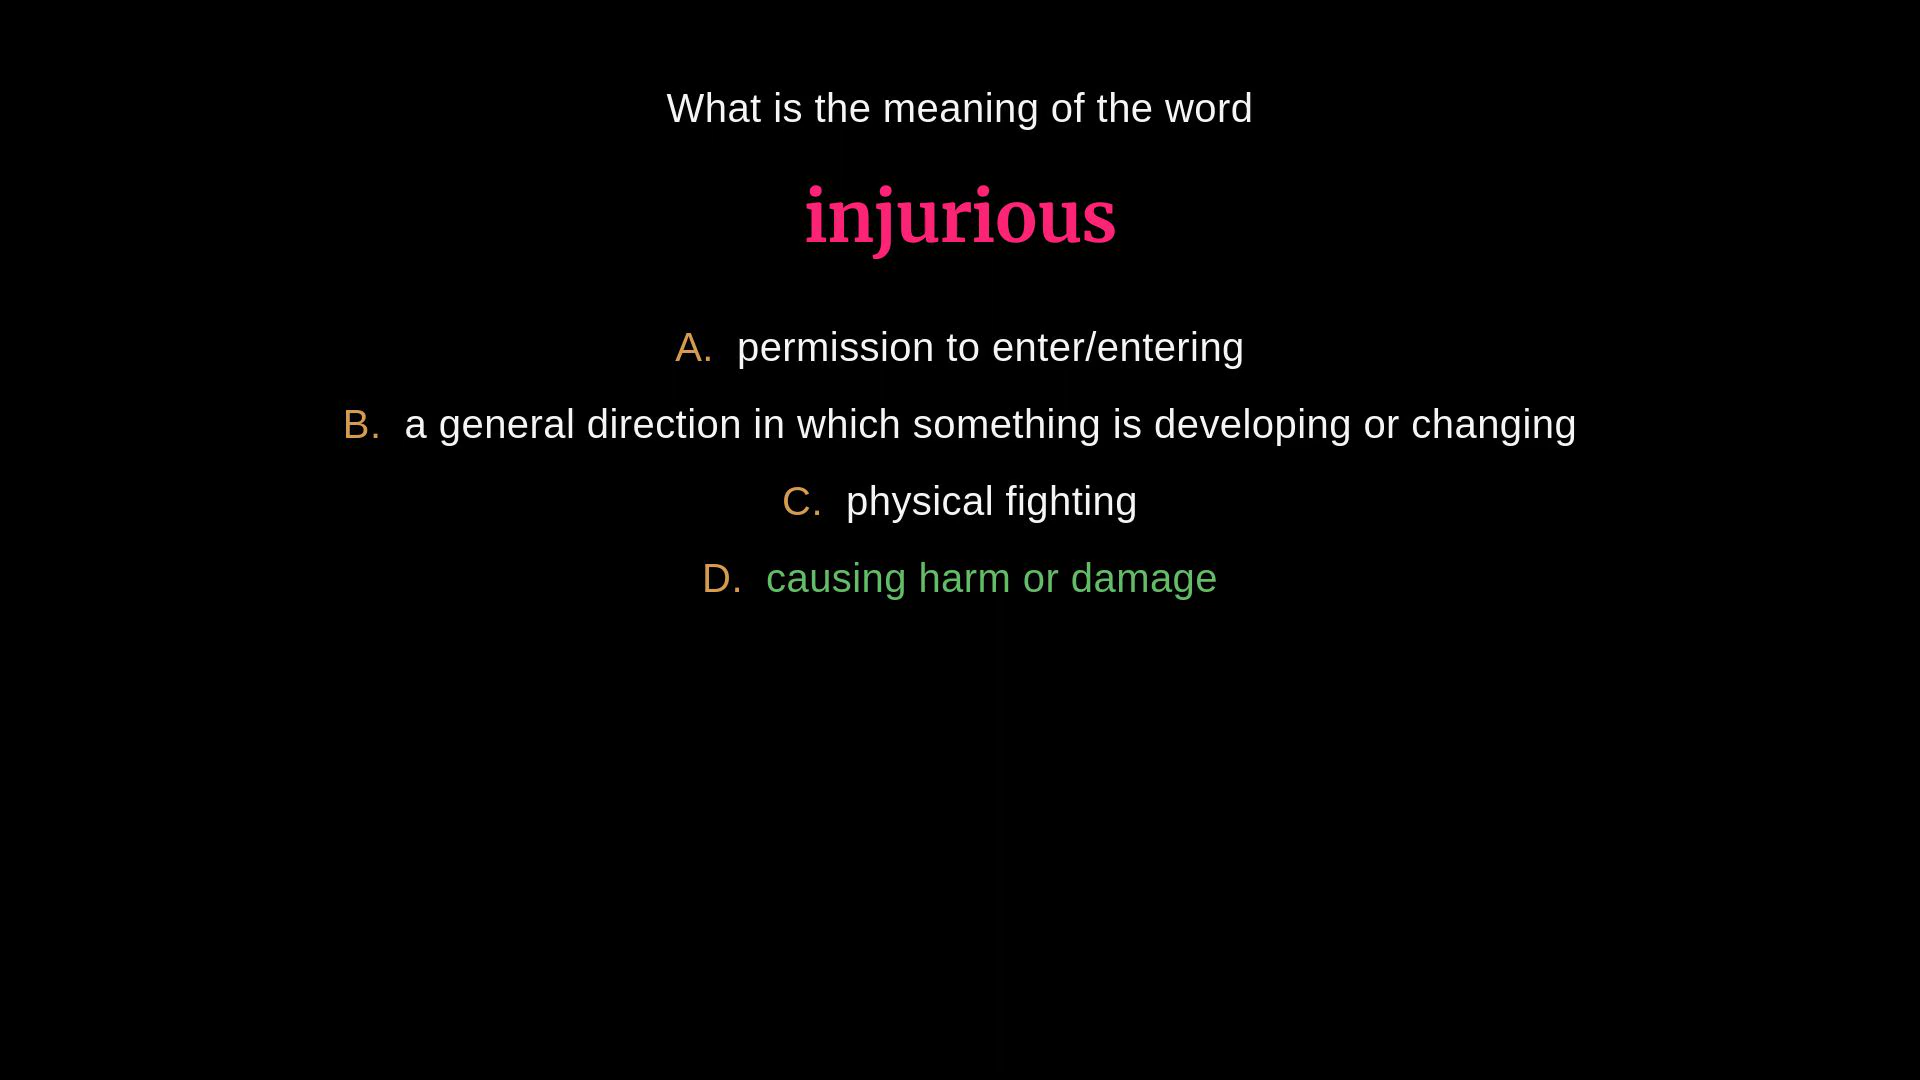 What is the meaning of the word
injurious
A. permission to enter/entering
B. a general direction in which something is developing or changing
C. physical fighting
D. causing harm or damage